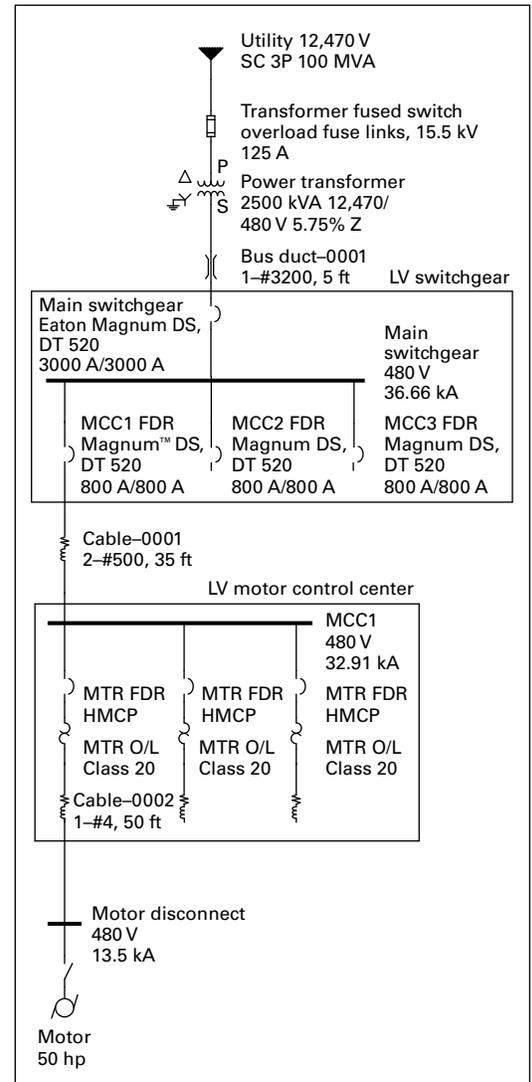 Utility 12,470 V
SC 3P 100 MVA
Transformer fused switch
overload fuse links, 15.5 kV
125 A
P
S
Power transformer
2500 kVA 12,470/
480 V 5.75% Z
Bus duct–0001
1–#3200, 5 ft
LV switchgear
Main switchgear
Eaton Magnum DS,
DT 520
3000 A/3000 A
Main
switchgear
480 V
36.66 kA
MCC1 FDR
Magnum™ DS,
DT 520
800 A/800 A
MCC2 FDR
Magnum DS,
DT 520
800 A/800 A
MCC3 FDR
Magnum DS,
DT 520
800 A/800 A
Cable–0001
2–#500, 35 ft
LV motor control center
MCC1
480 V
32.91 kA
MTR FDR
HMCP
MTR O/L
Class 20
MTR FDR
HMCP
MTR O/L
Class 20
MTR FDR
HMCP
MTR O/L
Class 20
Cable–0002
1–#4, 50 ft
Motor disconnect
480 V
13.5 kA
Motor
50 hp